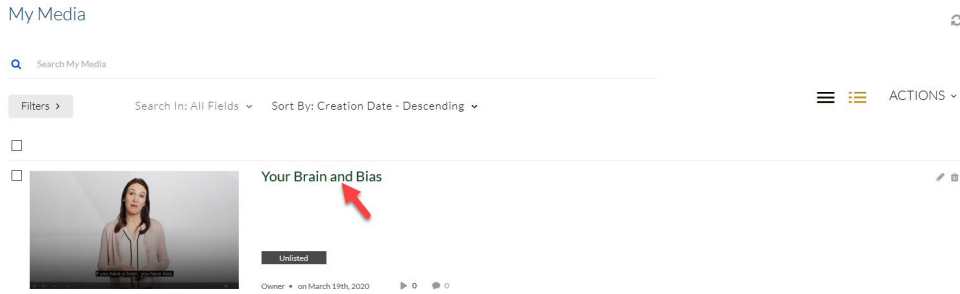 My Media
Search My Media
Filters >
Search In: All Fields
Sort By: Creation Date - Descending
ACTIONS
Your Brain and Bias
If you have a brain, you have bias.
Unlisted
Owner • on March 19th, 2020 0 0